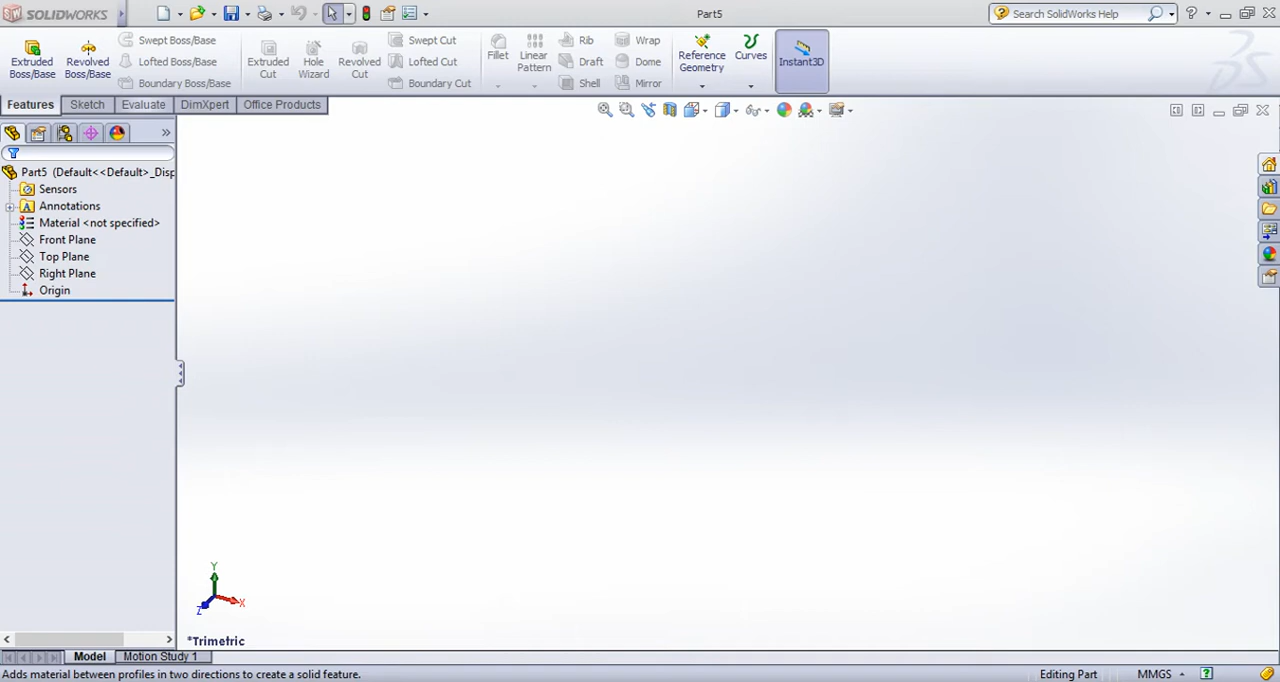 SOLIDWORKS
Part5
Search SolidWorks Help
Extruded Boss/Base
Revolved Boss/Base
Swept Boss/Base
Lofted Boss/Base
Boundary Boss/Base
Extruded Cut
Hole Wizard
Revolved Cut
Swept Cut
Lofted Cut
Boundary Cut
Fillet
Linear Pattern
Rib
Draft
Shell
Wrap
Dome
Mirror
Reference Geometry
Curves
Instant3D
Features
Sketch
Evaluate
DimXpert
Office Products
Part5 (Default<<Default>_Disp
Sensors
Annotations
Material <not specified>
Front Plane
Top Plane
Right Plane
Origin
Y
X
Z
*Trimetric
Model
Motion Study 1
Adds material between profiles in two directions to create a solid feature.
Editing Part
MMGS